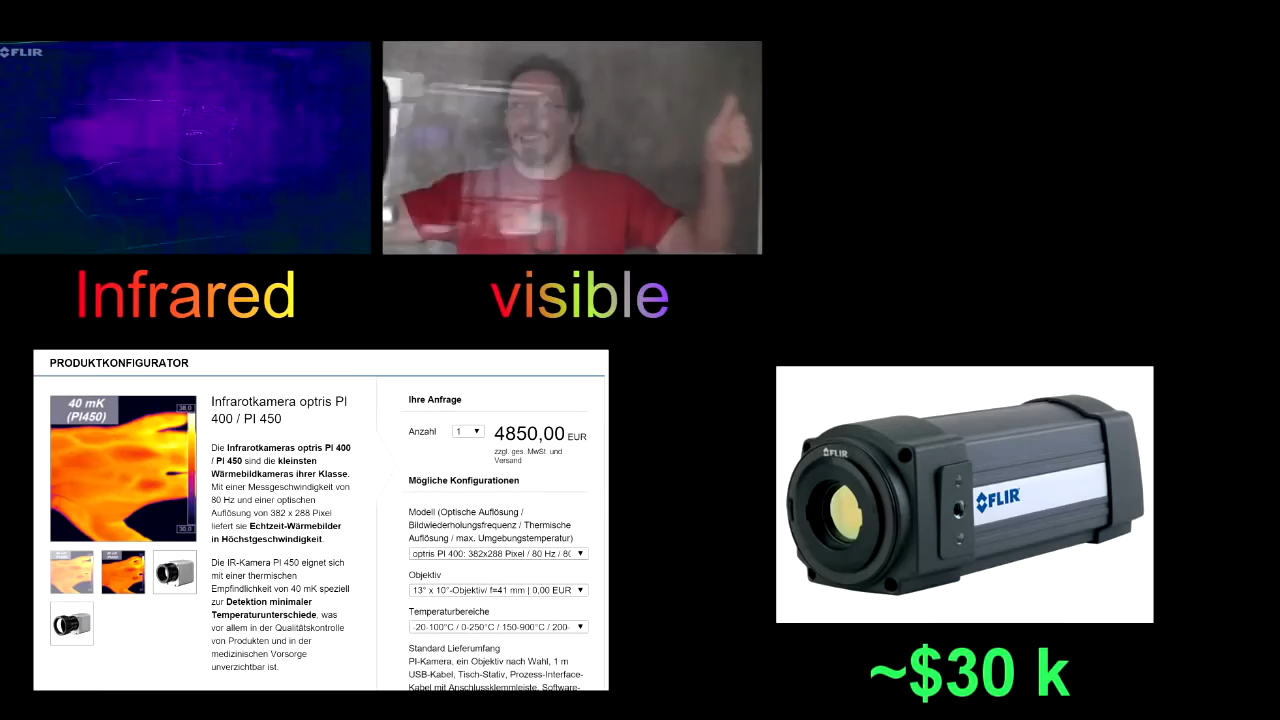 FLIR
Infrared
visible
PRODUKTKONFIGURATOR
40 mK
(PI450)
38.0
30.0
Infrarotkamera optris PI
400 / PI 450
Die Infrarotkameras optris PI 400
/ PI 450 sind die kleinsten
Wärmebildkameras ihrer Klasse.
Mit einer Messgeschwindigkeit von
80 Hz und einer optischen
Auflösung von 382 x 288 Pixel
liefert sie Echtzeit-Wärmebilder
in Höchstgeschwindigkeit.
Die IR-Kamera PI 450 eignet sich
mit einer thermischen
Empfindlichkeit von 40 mK speziell
zur Detektion minimaler
Temperaturunterschiede, was
vor allem in der Qualitätskontrolle
von Produkten und in der
medizinischen Vorsorge
unverzichtbar ist.
Ihre Anfrage
Anzahl 1 4850,00 EUR
zzgl. ges. MwSt. und
Versand
Mögliche Konfigurationen
Modell (Optische Auflösung /
Bildwiederholungsfrequenz / Thermische
Auflösung / max. Umgebungstemperatur)
optris PI 400: 382x288 Pixel / 80 Hz / 80
Objektiv
13° x 10°-Objektiv/ f=41 mm | 0,00 EUR
Temperaturbereiche
-20-100°C / 0-250°C / 150-900°C / 200-
Standard Lieferumfang
PI-Kamera, ein Objektiv nach Wahl, 1 m
USB-Kabel, Tisch-Stativ, Prozess-Interface-
Kabel mit Anschlussklemmleiste, Software-
FLIR
FLIR
~$30 k